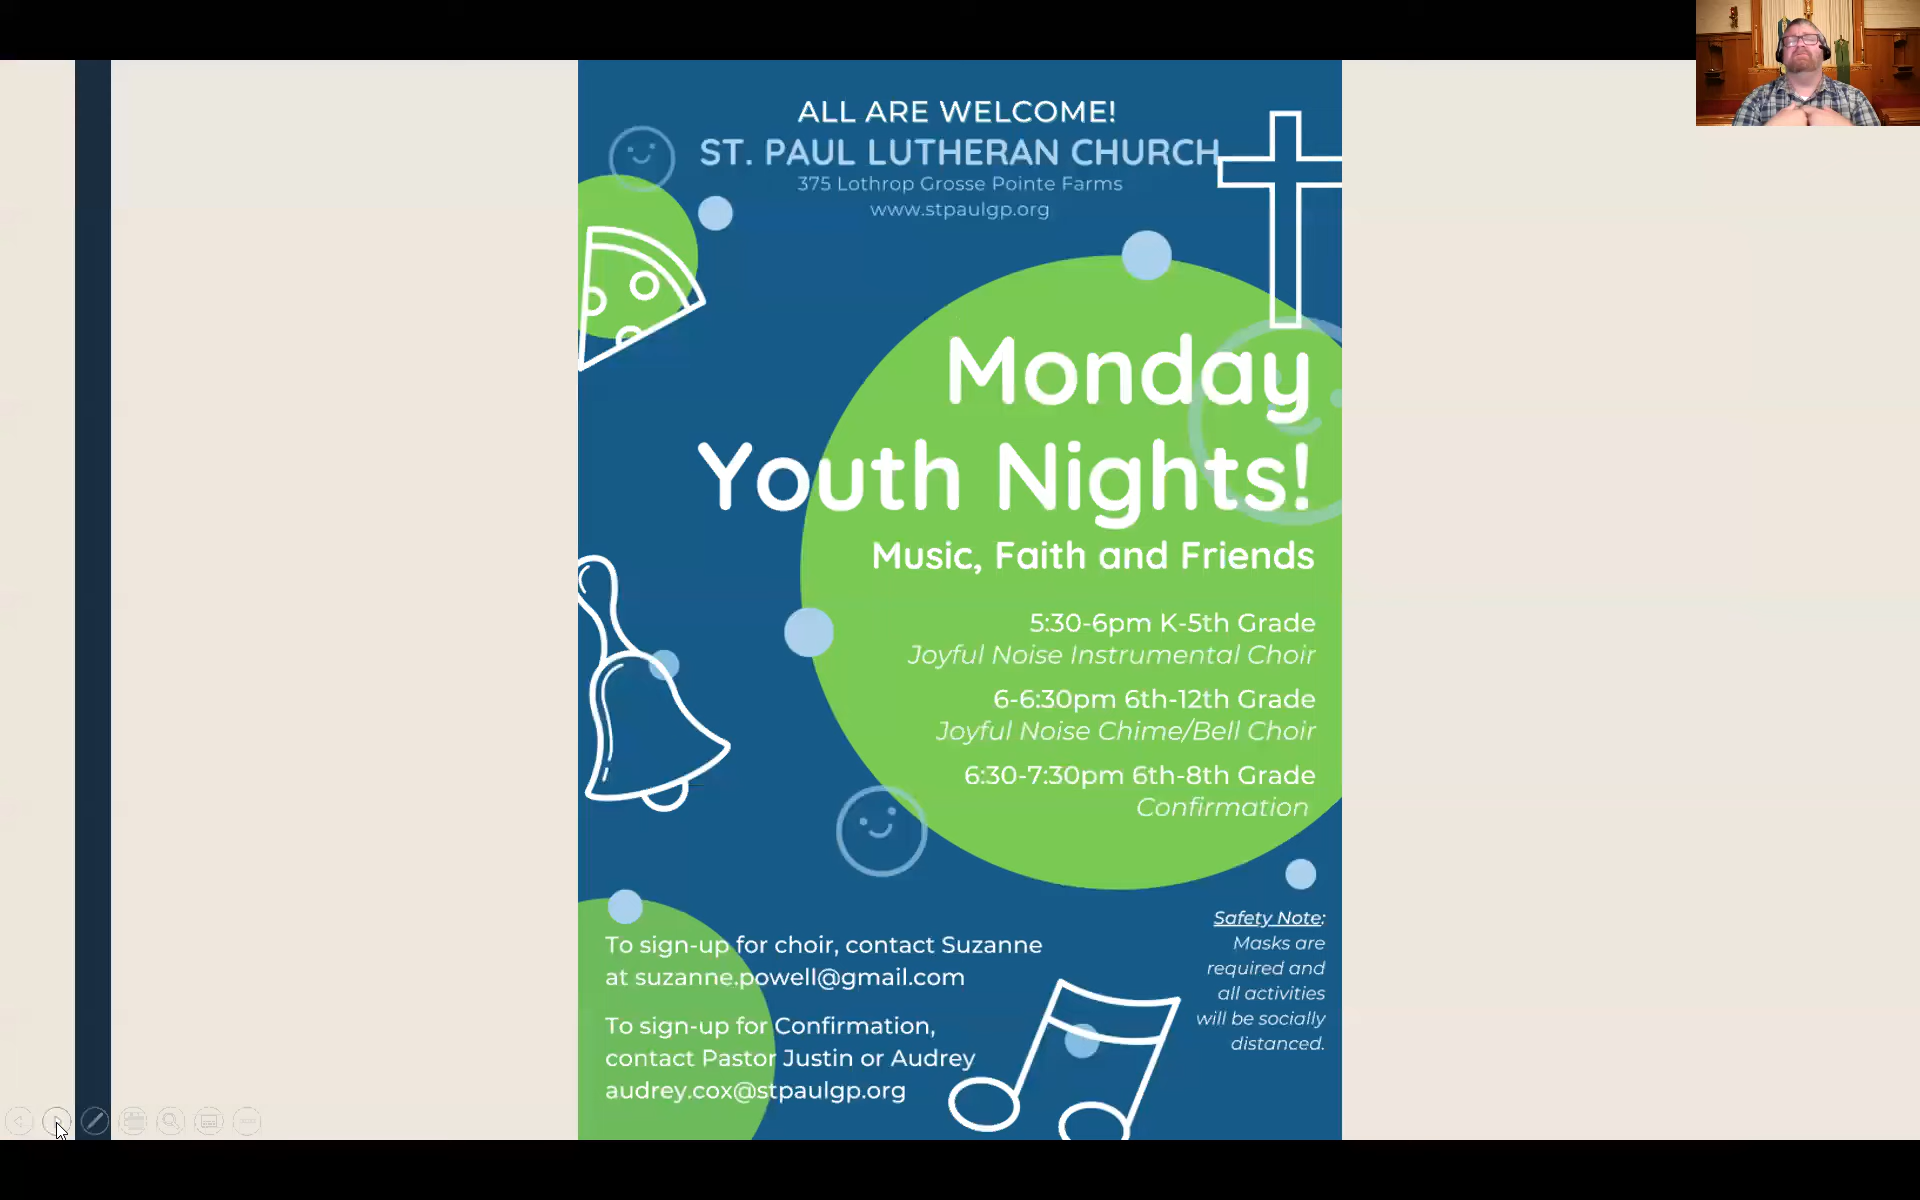 ALL ARE WELCOME!
ST. PAUL LUTHERAN CHURCH
375 Lothrop Grosse Pointe Farms
www.stpaulgp.org
Monday
Youth Nights!
Music, Faith and Friends
5:30-6pm K-5th Grade
Joyful Noise Instrumental Choir
6-6:30pm 6th-12th Grade
Joyful Noise Chime/Bell Choir
6:30-7:30pm 6th-8th Grade
Confirmation
To sign-up for choir, contact Suzanne
at suzanne.powell@gmail.com
To sign-up for Confirmation,
contact Pastor Justin or Audrey
audrey.cox@stpaulgp.org
Safety Note:
Masks are
required and
all activities
will be socially
distanced.